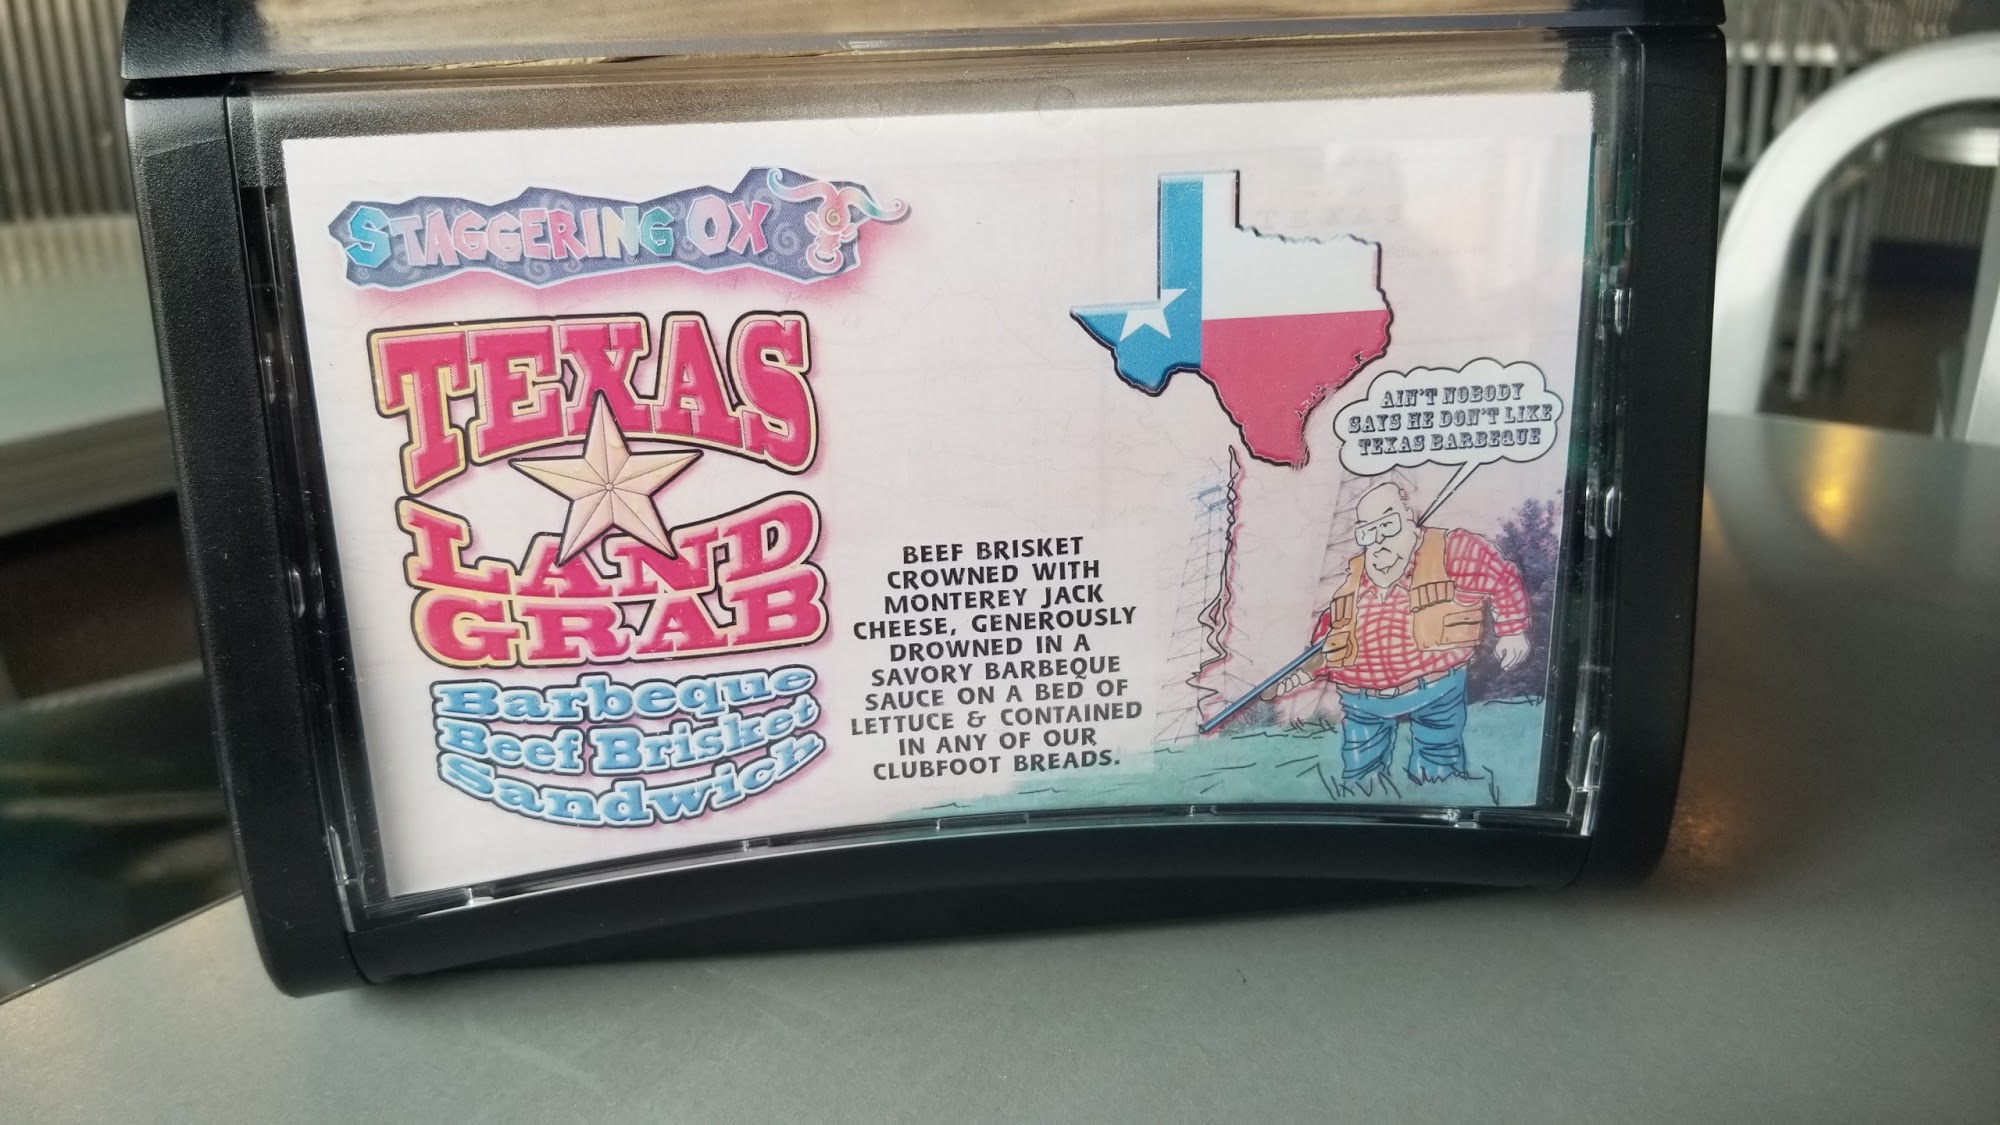 STAGGERING OX
TEXAS
LAND
GRAB
Barbeque
Beef Brisket
Sandwich
BEEF BRISKET
CROWNED WITH
MONTEREY JACK
CHEESE, GENEROUSLY
DROWNED IN A
SAVORY BARBEQUE
SAUCE ON A BED OF
LETTUCE & CONTAINED
IN ANY OF OUR
CLUBFOOT BREADS.
AIN'T NOBODY
SAYS HE DON'T LIKE
TEXAS BARBEQUE